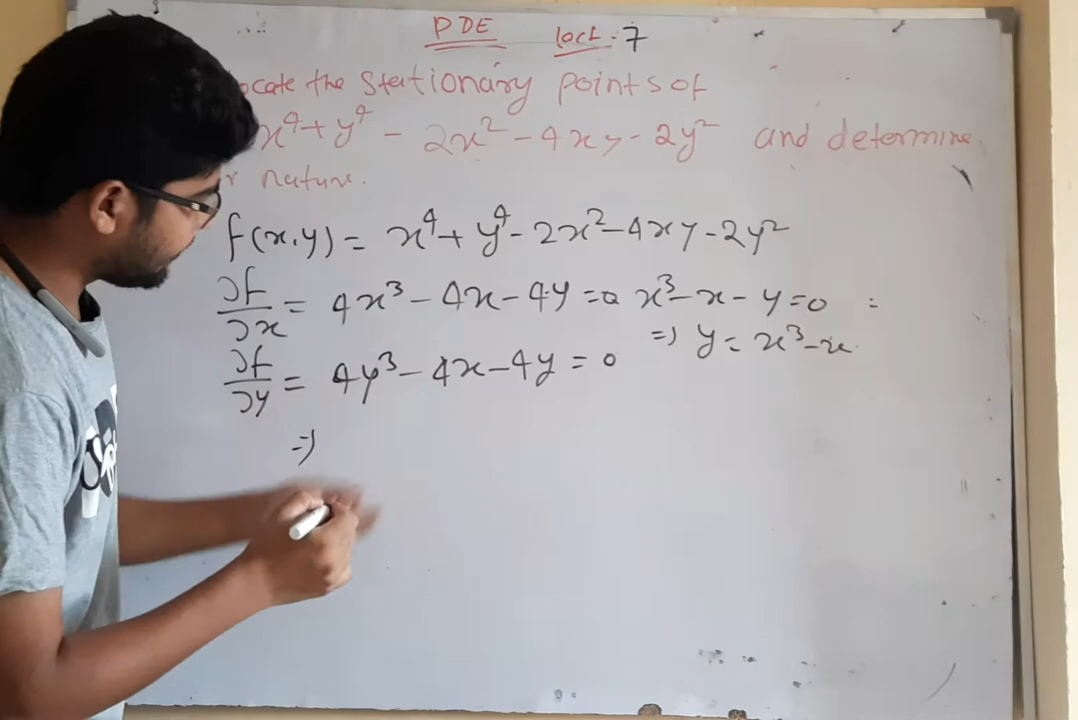 PDE lect. 7
ocate the stationary points of
x⁴ + y⁴ - 2x² - 4xy - 2y² and determine
r nature.
f(x,y) = x⁴ + y⁴ - 2x² - 4xy - 2y²
∂f/∂x = 4x³ - 4x - 4y = 0 x³ - x - y = 0 =
=) y = x³ - x.
∂f/∂y = 4y³ - 4x - 4y = 0
=)